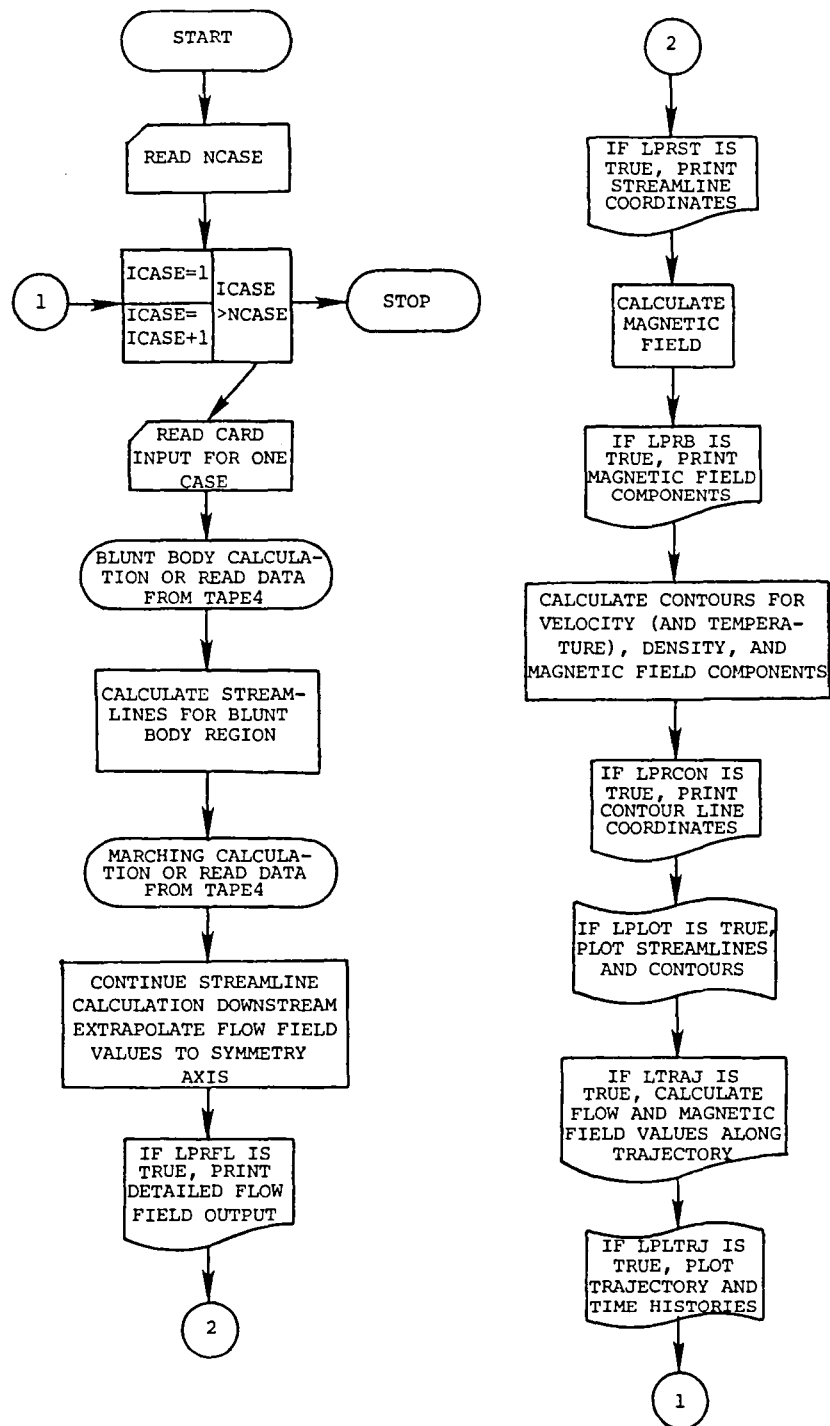 START
READ NCASE
1
ICASE=1
ICASE=
ICASE+1
ICASE
>NCASE
STOP
READ CARD
INPUT FOR ONE
CASE
BLUNT BODY CALCULA-
TION OR READ DATA
FROM TAPE4
CALCULATE STREAM-
LINES FOR BLUNT
BODY REGION
MARCHING CALCULA-
TION OR READ DATA
FROM TAPE4
CONTINUE STREAMLINE
CALCULATION DOWNSTREAM
EXTRAPOLATE FLOW FIELD
VALUES TO SYMMETRY
AXIS
IF LPRFL IS
TRUE, PRINT
DETAILED FLOW
FIELD OUTPUT
2
2
IF LPRST IS
TRUE, PRINT
STREAMLINE
COORDINATES
CALCULATE
MAGNETIC
FIELD
IF LPRB IS
TRUE, PRINT
MAGNETIC FIELD
COMPONENTS
CALCULATE CONTOURS FOR
VELOCITY (AND TEMPERA-
TURE), DENSITY, AND
MAGNETIC FIELD COMPONENTS
IF LPRCON IS
TRUE, PRINT
CONTOUR LINE
COORDINATES
IF LPLOT IS TRUE,
PLOT STREAMLINES
AND CONTOURS
IF LTRAJ IS
TRUE, CALCULATE
FLOW AND MAGNETIC
FIELD VALUES ALONG
TRAJECTORY
IF LPLTRJ IS
TRUE, PLOT
TRAJECTORY AND
TIME HISTORIES
1